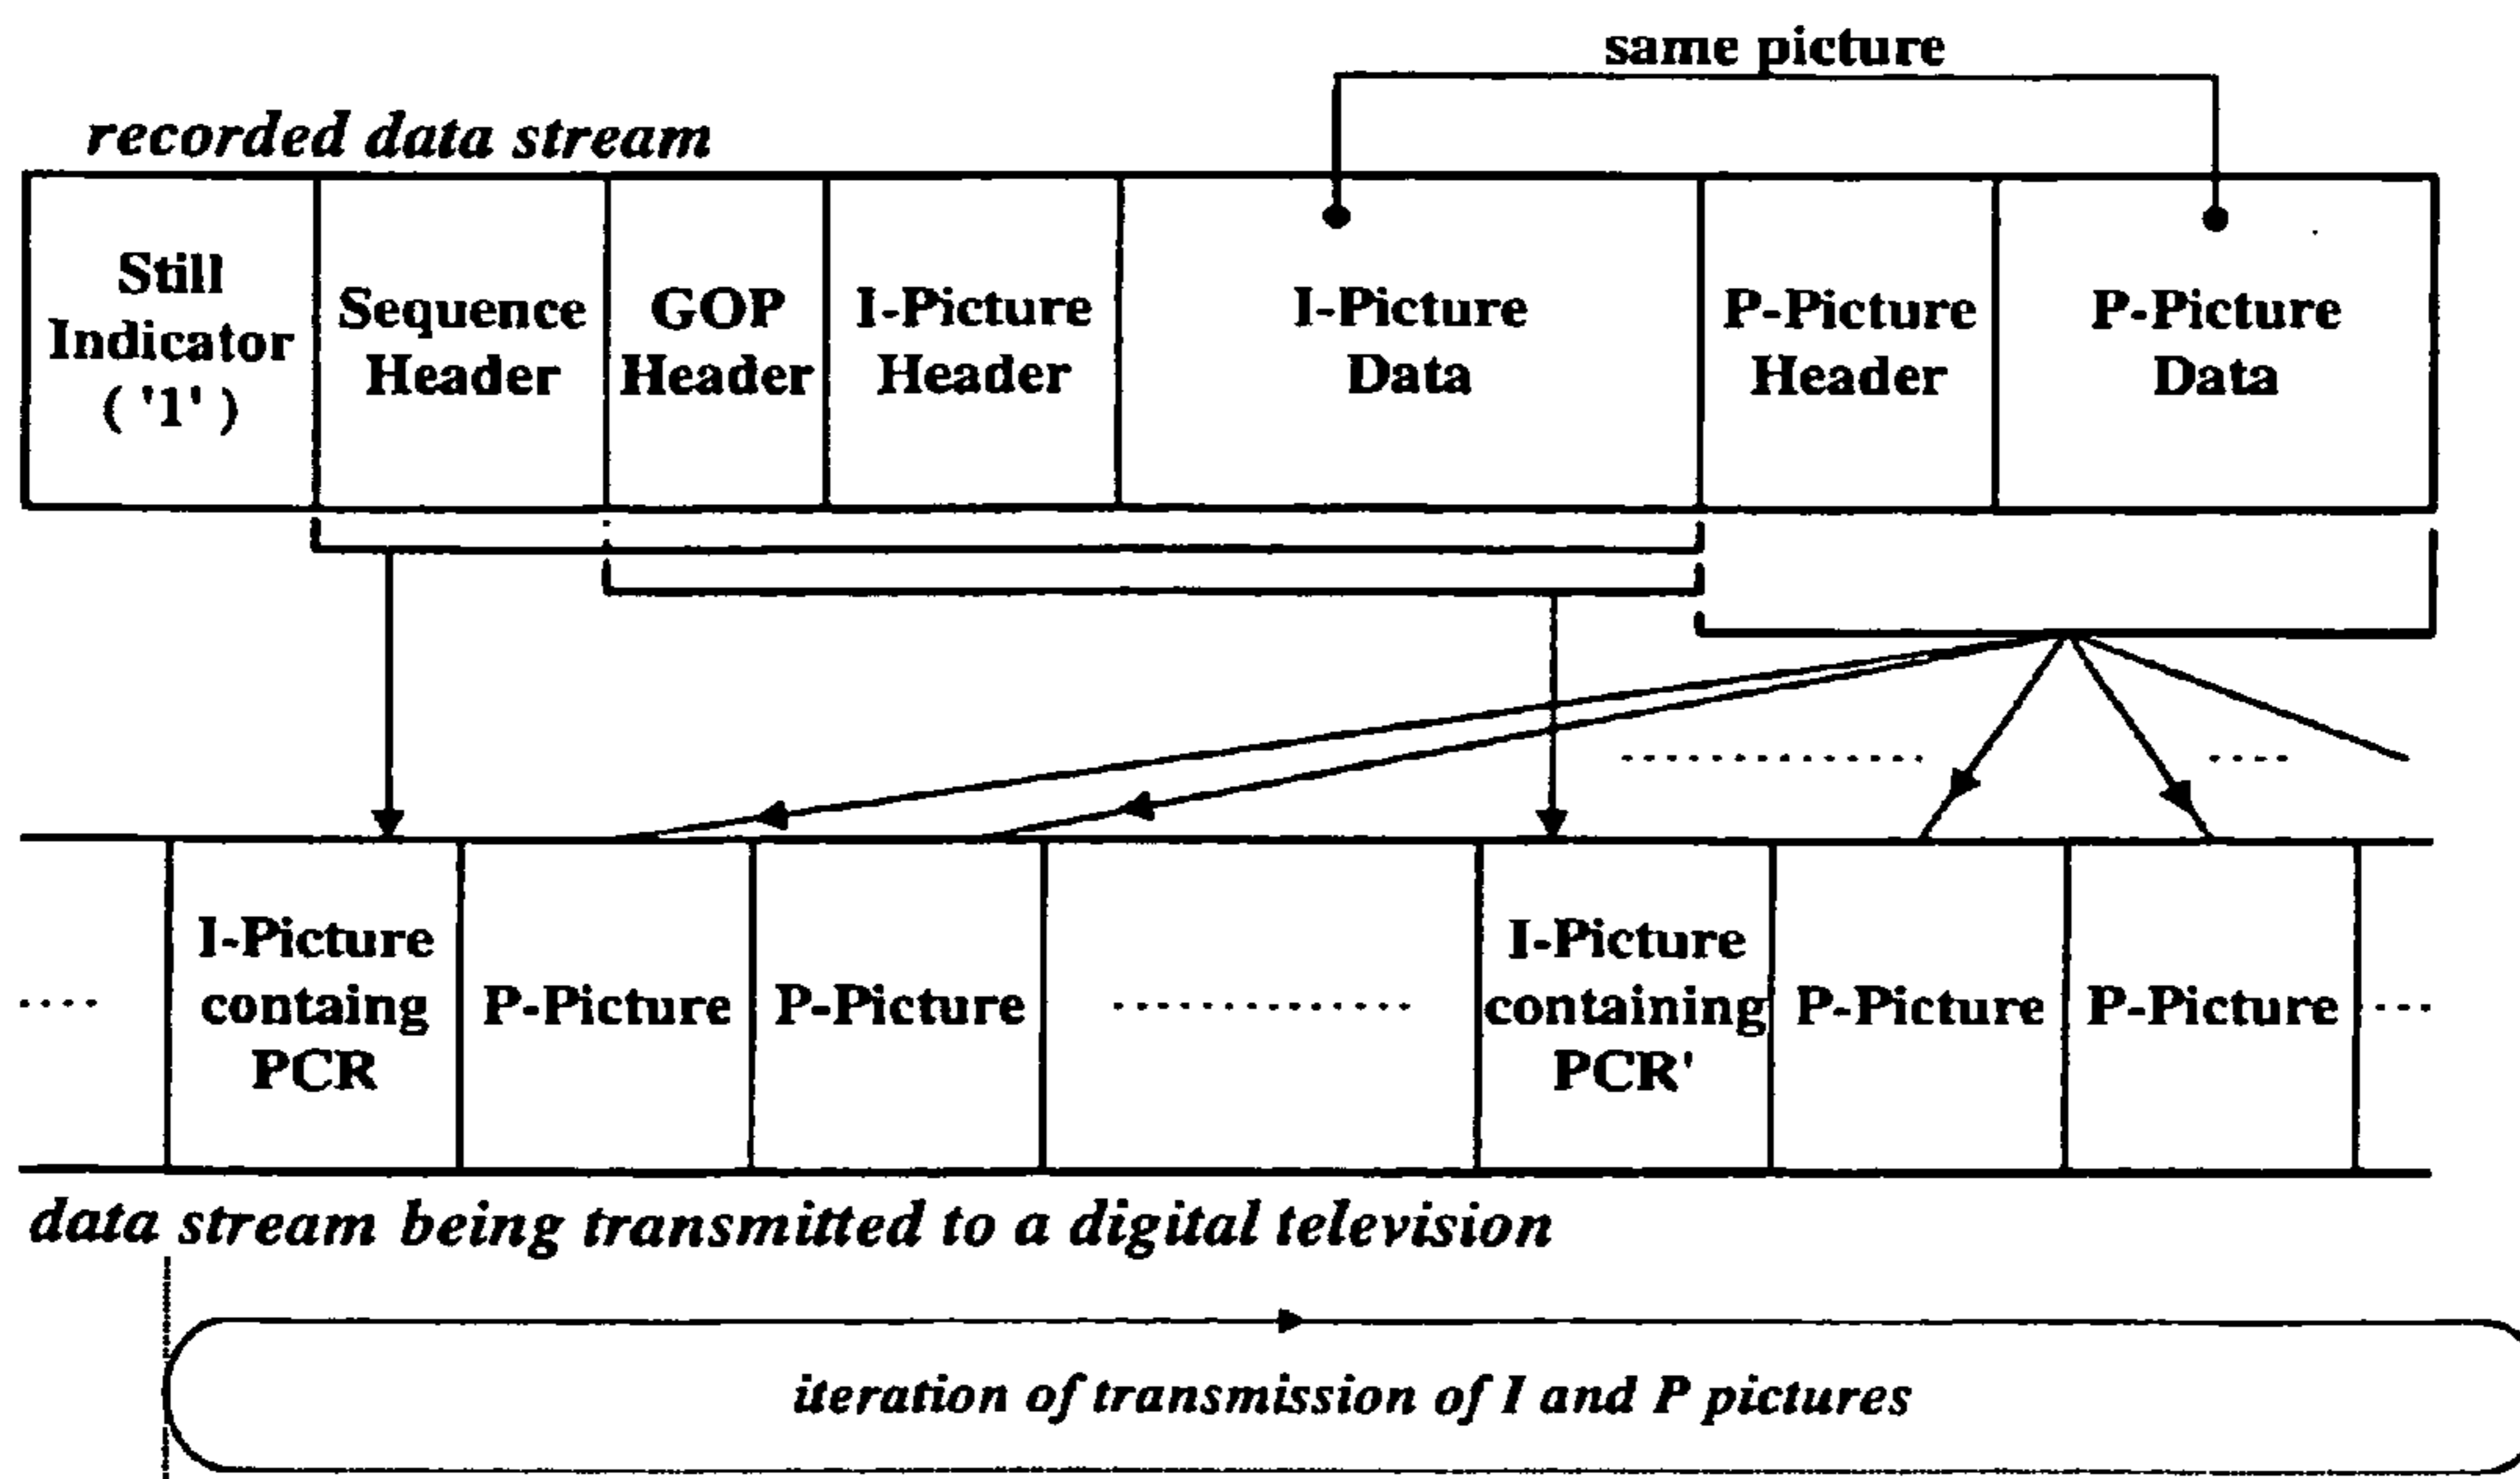 same picture
recorded data stream
Still
Indicator
( '1' )
Sequence
Header
GOP
Header
I-Picture
Header
I-Picture
Data
P-Picture
Header
P-Picture
Data
I-Picture
containg
PCR
P-Picture
P-Picture
I-Picture
containing
PCR'
P-Picture
P-Picture
data stream being transmitted to a digital television
iteration of transmission of I and P pictures